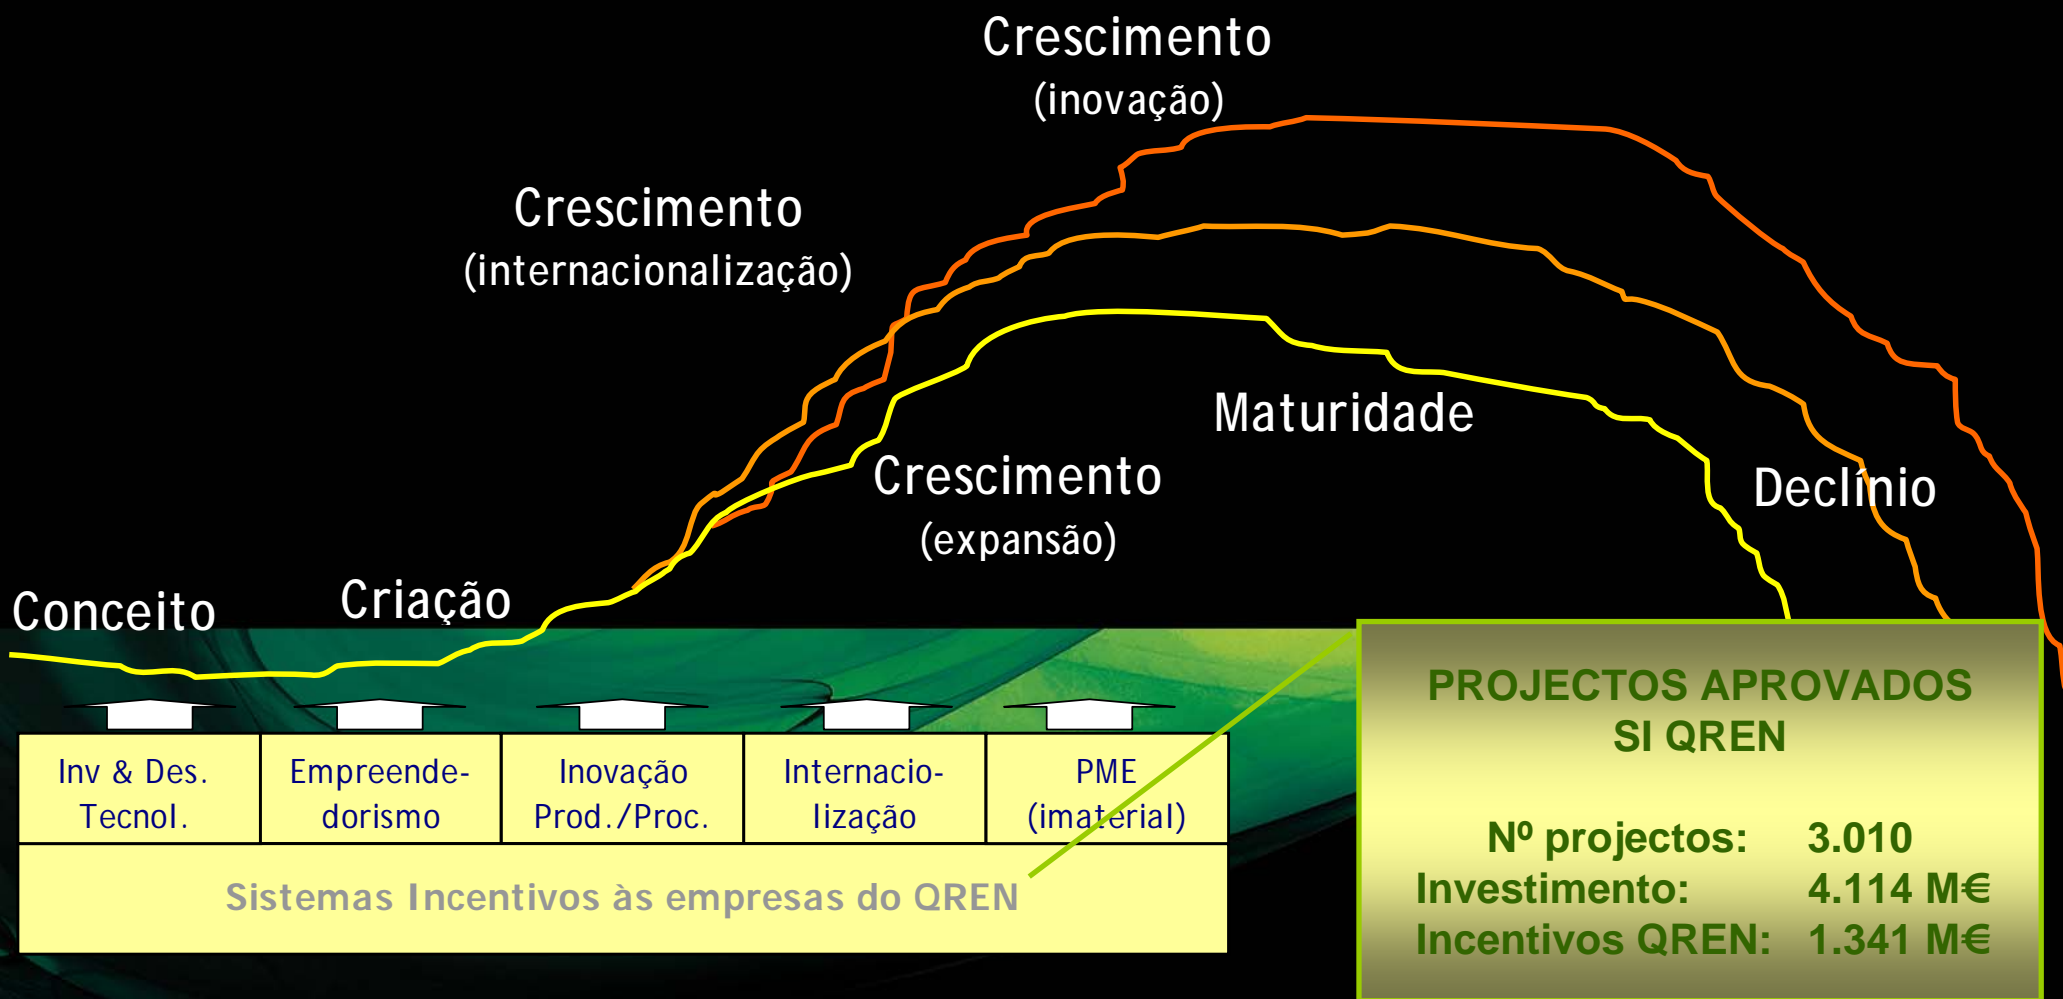 Crescimento
(inovação)
Crescimento
(internacionalização)
Maturidade
Crescimento
(expansão)
Declínio
Conceito
Criação
Inv & Des.
Tecnol.
Empreende-
dorismo
Inovação
Prod./Proc.
Internacio-
lização
PME
(imaterial)
Sistemas Incentivos às empresas do QREN
PROJECTOS APROVADOS
SI QREN
Nº projectos: 3.010
Investimento: 4.114 M€
Incentivos QREN: 1.341 M€